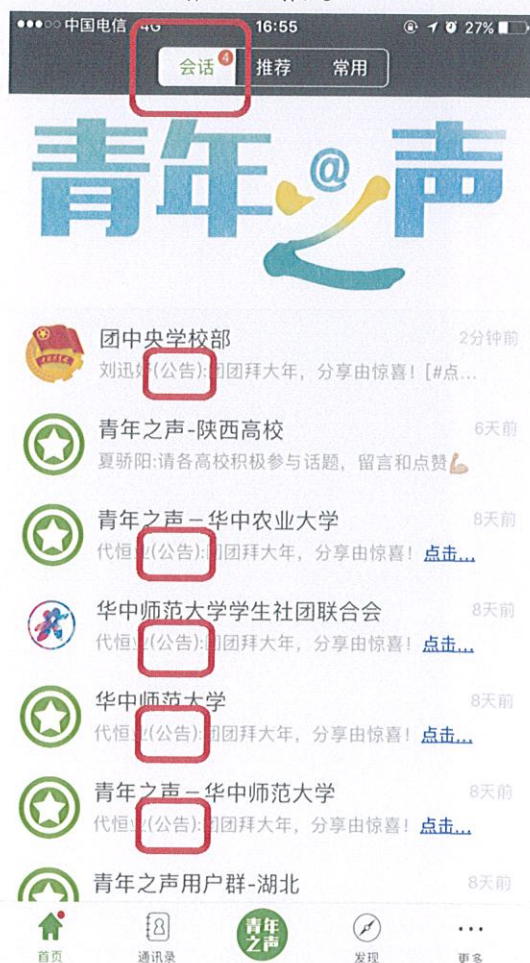 中国电信 4G 16:55 27%
会话 4 推荐 常用
青年@之声
团中央学校部 2分钟前
刘迅(公告):团团拜大年，分享由惊喜！[#点...
青年之声-陕西高校 6天前
夏骄阳:请各高校积极参与话题，留言和点赞
青年之声－华中农业大学 8天前
代恒业(公告):团团拜大年，分享由惊喜！点击...
华中师范大学学生社团联合会 8天前
代恒业(公告):团团拜大年，分享由惊喜！点击...
华中师范大学 8天前
代恒业(公告):团团拜大年，分享由惊喜！点击...
青年之声－华中师范大学 8天前
代恒业(公告):团团拜大年，分享由惊喜！点击...
青年之声用户群-湖北 8天前
首页 通讯录 青年之声 发现 更多